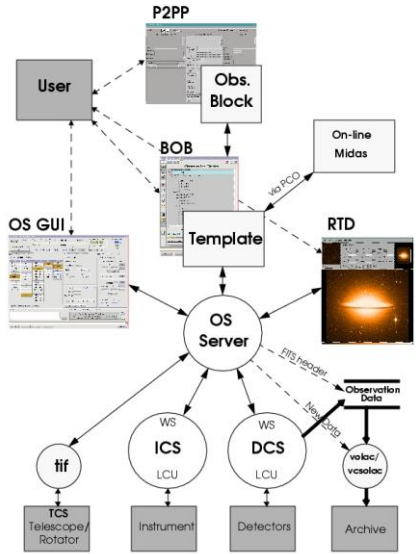 P2PP
User
Obs.
Block
On-line
Midas
via PCO
BOB
OS GUI
Template
RTD
OS
Server
FITS header
Observation
Data
New Data
WS
ICS
LCU
WS
DCS
LCU
tif
volac/
vcsolac
TCS
Telescope/
Rotator
Instrument
Detectors
Archive